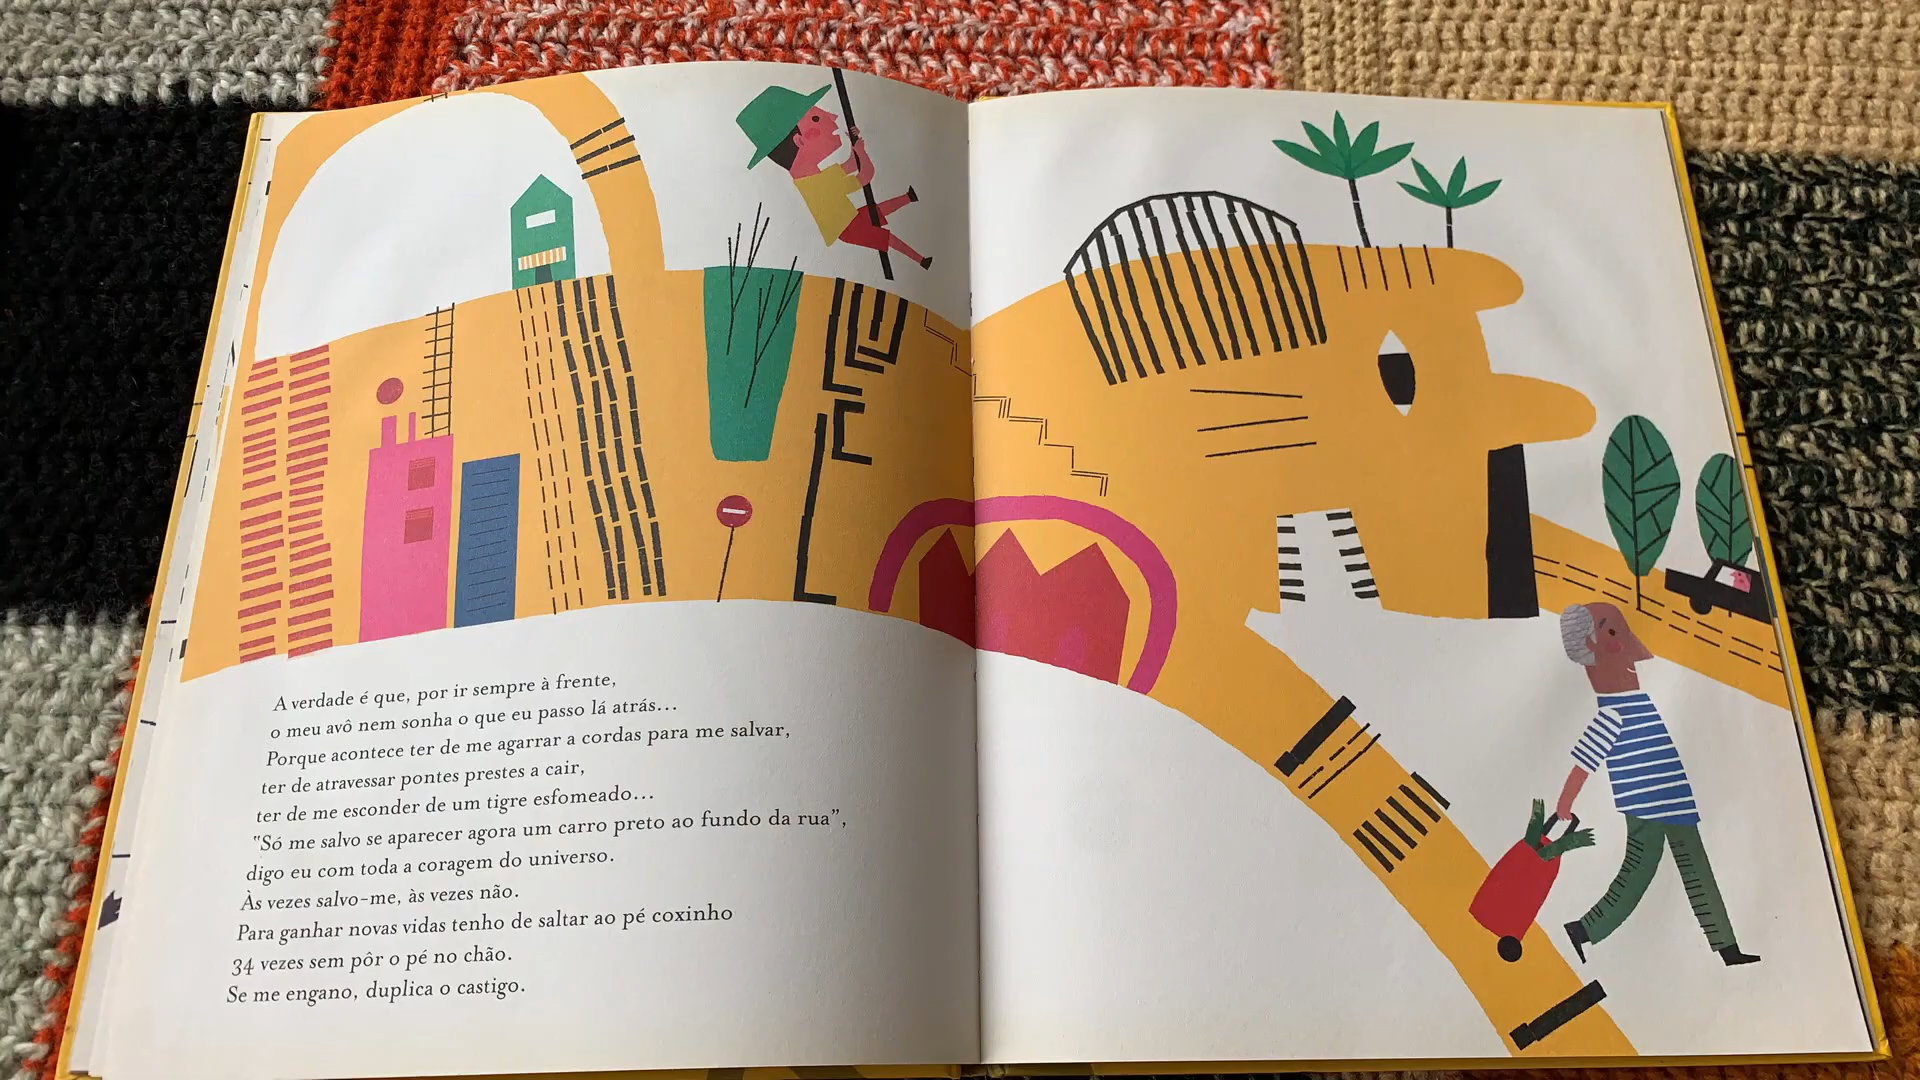 A verdade é que, por ir sempre à frente,
o meu avô nem sonha o que eu passo lá atrás...
Porque acontece ter de me agarrar a cordas para me salvar,
ter de atravessar pontes prestes a cair,
ter de me esconder de um tigre esfomeado...
"Só me salvo se aparecer agora um carro preto ao fundo da rua",
digo eu com toda a coragem do universo.
Às vezes salvo-me, às vezes não.
Para ganhar novas vidas tenho de saltar ao pé coxinho
34 vezes sem pôr o pé no chão.
Se me engano, duplica o castigo.